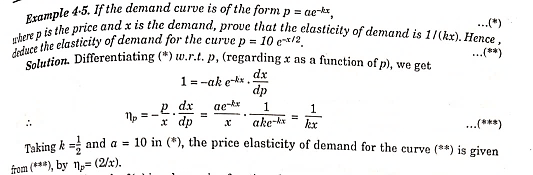 Example 4·5. If the demand curve is of the form p = ae^{-kx}, ...(*)
where p is the price and x is the demand, prove that the elasticity of demand is 1/(kx). Hence,
deduce the elasticity of demand for the curve p = 10 e^{-x/2}. ...(**)
Solution. Differentiating (*) w.r.t. p, (regarding x as a function of p), we get
1 = -ak e^{-kx} · dx/dp
∴ η_p = - p/x · dx/dp = ae^{-kx}/x · 1/ake^{-kx} = 1/kx ...(***)
Taking k = 1/2 and a = 10 in (*), the price elasticity of demand for the curve (**) is given
from (***), by η_p = (2/x).